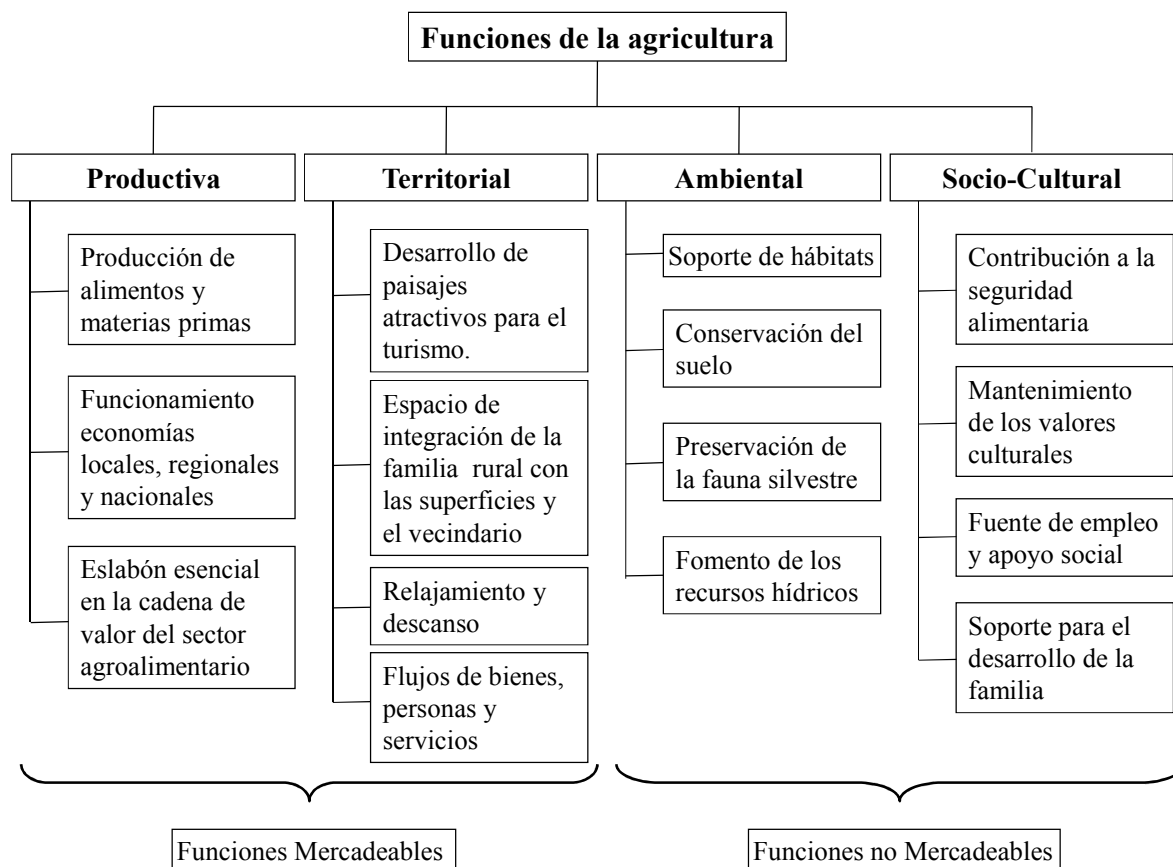 Funciones de la agricultura
Productiva
Producción de
alimentos y
materias primas
Funcionamiento
economías
locales, regionales
y nacionales
Eslabón esencial
en la cadena de
valor del sector
agroalimentario
Territorial
Desarrollo de
paisajes
atractivos para el
turismo.
Espacio de
integración de la
familia rural con
las superficies y
el vecindario
Relajamiento y
descanso
Flujos de bienes,
personas y
servicios
Ambiental
Soporte de hábitats
Conservación del
suelo
Preservación de
la fauna silvestre
Fomento de los
recursos hídricos
Socio-Cultural
Contribución a la
seguridad
alimentaria
Mantenimiento
de los valores
culturales
Fuente de empleo
y apoyo social
Soporte para el
desarrollo de la
familia
Funciones Mercadeables
Funciones no Mercadeables